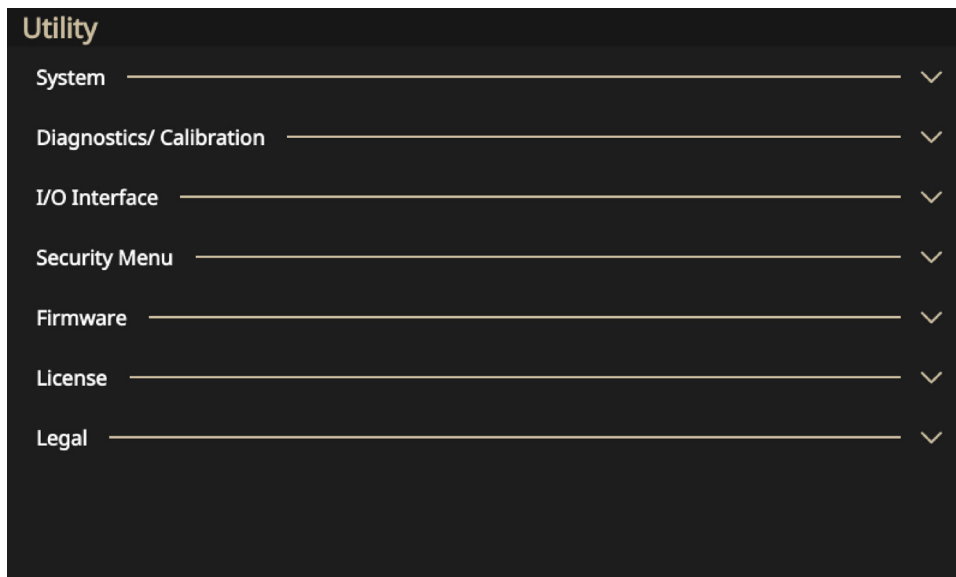 Utility
System
Diagnostics/ Calibration
I/O Interface
Security Menu
Firmware
License
Legal